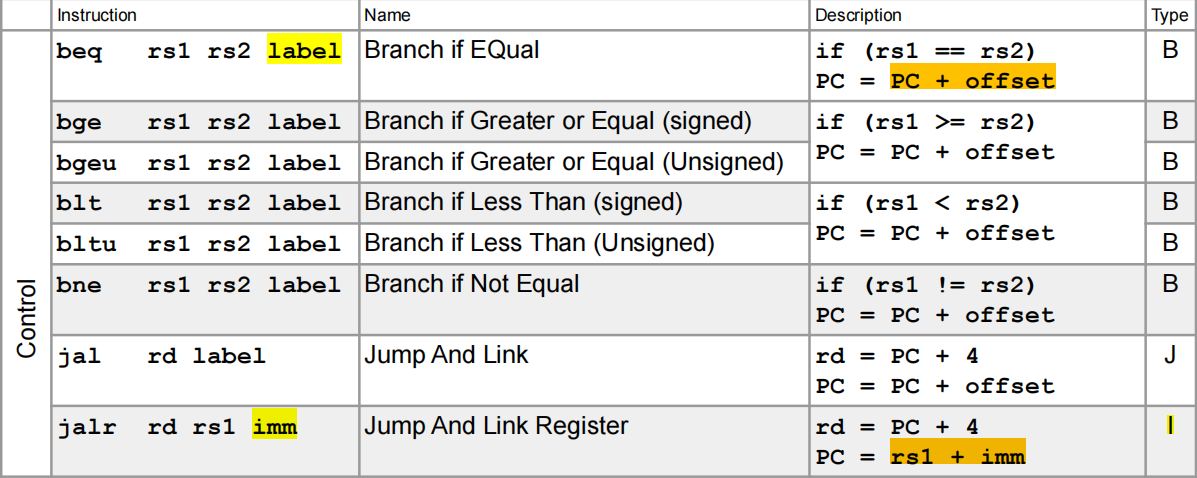 Instruction Name Description Type
beq rs1 rs2 label Branch if EQual if (rs1 == rs2) B
PC = PC + offset
bge rs1 rs2 label Branch if Greater or Equal (signed) if (rs1 >= rs2) B
PC = PC + offset
bgeu rs1 rs2 label Branch if Greater or Equal (Unsigned) B
blt rs1 rs2 label Branch if Less Than (signed) if (rs1 < rs2) B
PC = PC + offset
bltu rs1 rs2 label Branch if Less Than (Unsigned) B
bne rs1 rs2 label Branch if Not Equal if (rs1 != rs2) B
PC = PC + offset
Control
jal rd label Jump And Link rd = PC + 4 J
PC = PC + offset
jalr rd rs1 imm Jump And Link Register rd = PC + 4 I
PC = rs1 + imm